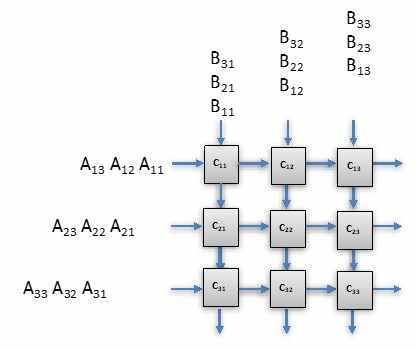 B₃₃
B₃₂ B₂₃
B₃₁ B₂₂ B₁₃
B₂₁ B₁₂
B₁₁
A₁₃ A₁₂ A₁₁ C₁₁ C₁₂ C₁₃
A₂₃ A₂₂ A₂₁ C₂₁ C₂₂ C₂₃
A₃₃ A₃₂ A₃₁ C₃₁ C₃₂ C₃₃